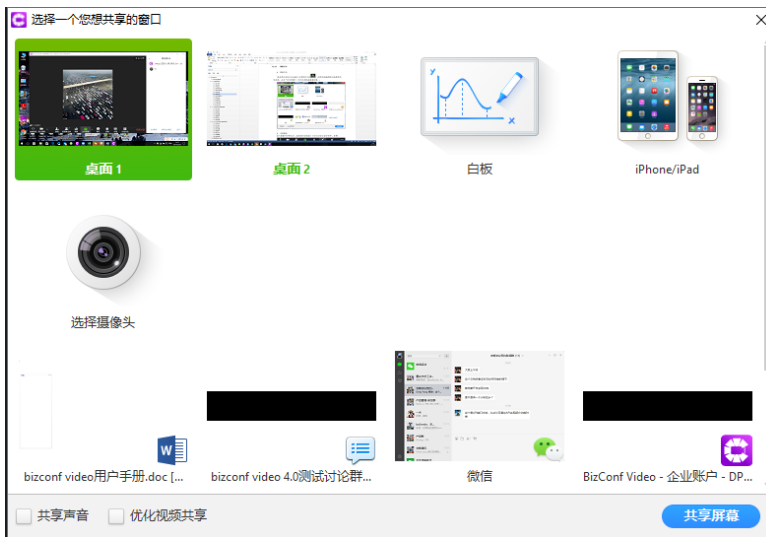 选择一个您想共享的窗口
桌面 1
桌面 2
白板
iPhone/iPad
选择摄像头
bizconf video用户手册.doc [...
bizconf video 4.0测试讨论群...
微信
BizConf Video - 企业账户 - DP...
共享声音
优化视频共享
共享屏幕